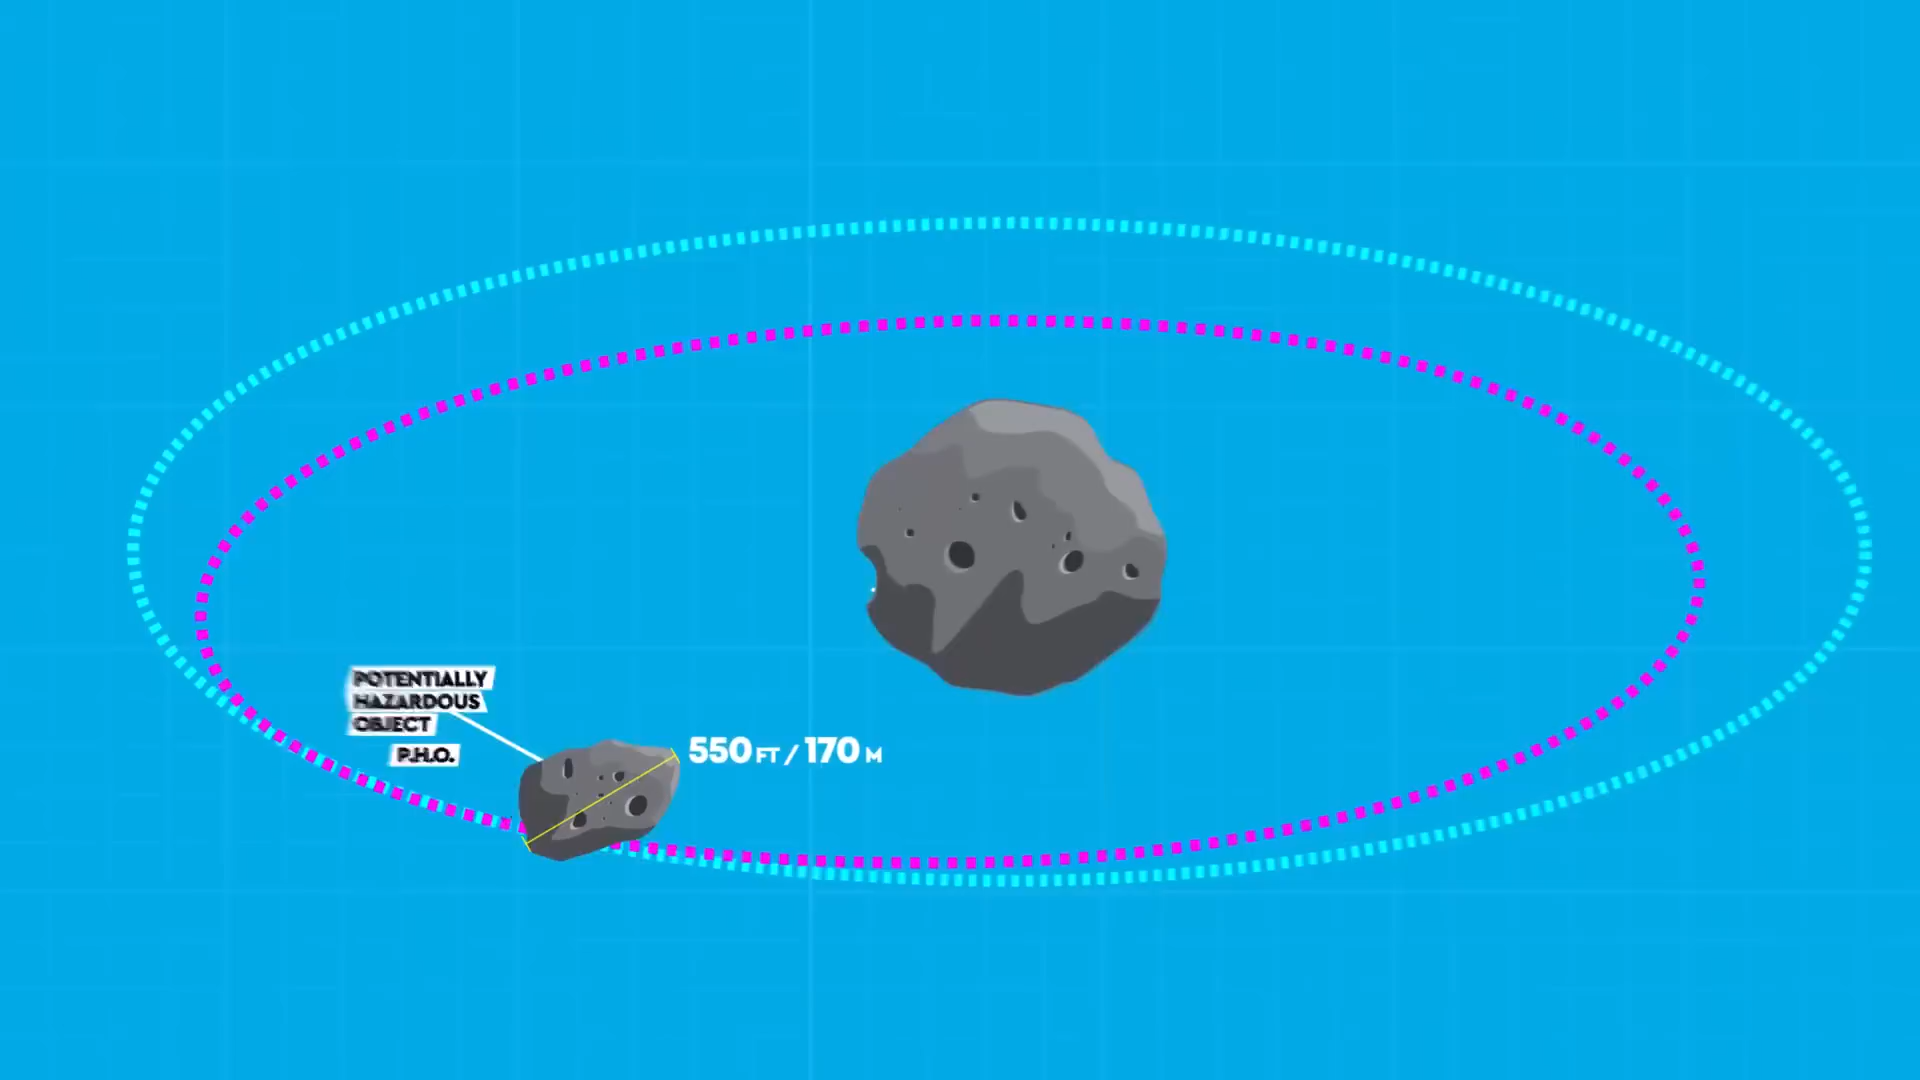 POTENTIALLY
HAZARDOUS
OBJECT
P.H.O.
550 FT / 170 M